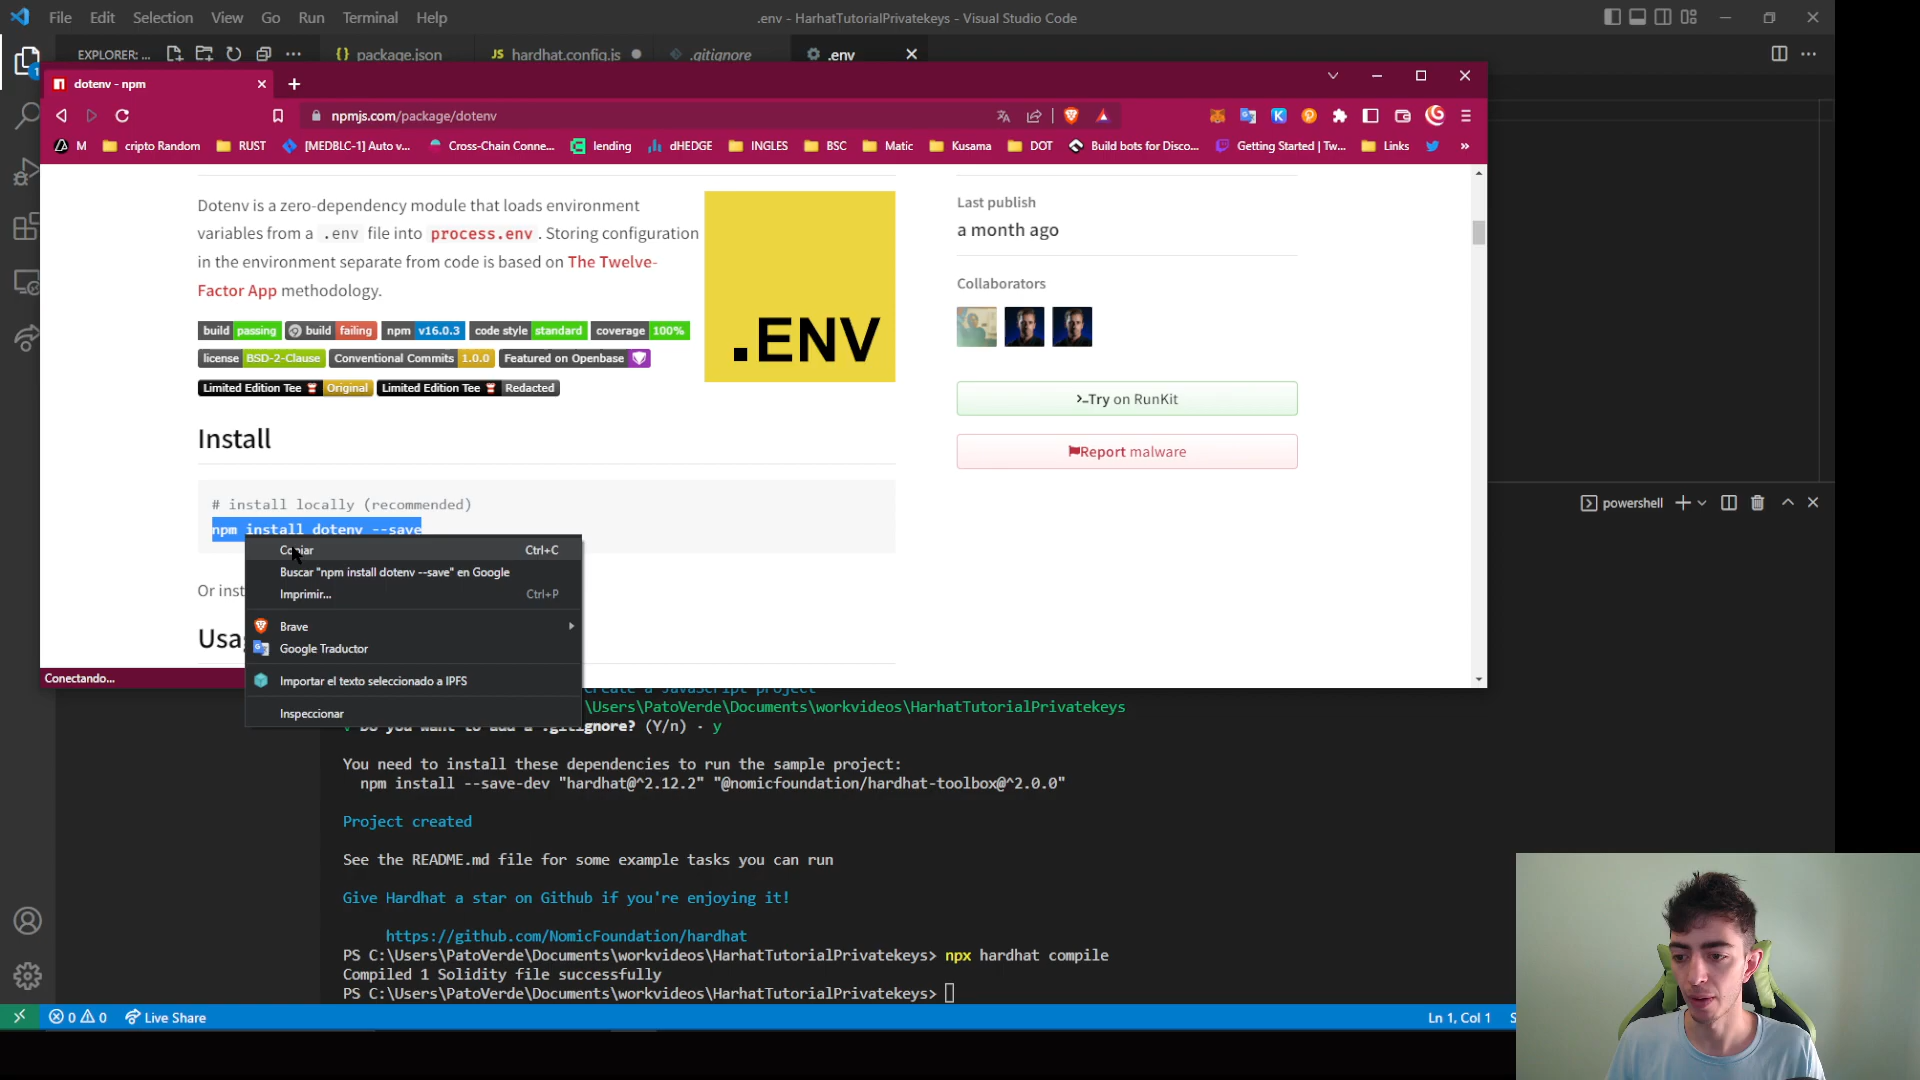 File Edit Selection View Go Run Terminal Help
.env - HarhatTutorialPrivatekeys - Visual Studio Code
EXPLORER: ...
{} package.json
JS hardhat.config.js
.gitignore
.env
dotenv - npm
npmjs.com/package/dotenv
M
cripto Random
RUST
[MEDBLC-1] Auto v...
Cross-Chain Conne...
lending
dHEDGE
INGLES
BSC
Matic
Kusama
DOT
Build bots for Disco...
Getting Started | Tw...
Links
»
Dotenv is a zero-dependency module that loads environment
variables from a .env file into process.env. Storing configuration
in the environment separate from code is based on The Twelve-
Factor App methodology.
build passing build failing npm v16.0.3 code style standard coverage 100%
license BSD-2-Clause Conventional Commits 1.0.0 Featured on Openbase
Limited Edition Tee Original Limited Edition Tee Redacted
.ENV
Last publish
a month ago
Collaborators
>_Try on RunKit
Report malware
Install
# install locally (recommended)
npm install dotenv --save
Copiar Ctrl+C
Buscar "npm install dotenv --save" en Google
Imprimir... Ctrl+P
Brave
Google Traductor
Importar el texto seleccionado a IPFS
Inspeccionar
Or inst
Usag
Conectando...
powershell
create a JavaScript project
\Users\PatoVerde\Documents\workvideos\HarhatTutorialPrivatekeys
√ Do you want to add a .gitignore? (Y/n) · y
You need to install these dependencies to run the sample project:
npm install --save-dev "hardhat@^2.12.2" "@nomicfoundation/hardhat-toolbox@^2.0.0"
Project created
See the README.md file for some example tasks you can run
Give Hardhat a star on Github if you're enjoying it!
https://github.com/NomicFoundation/hardhat
PS C:\Users\PatoVerde\Documents\workvideos\HarhatTutorialPrivatekeys> npx hardhat compile
Compiled 1 Solidity file successfully
PS C:\Users\PatoVerde\Documents\workvideos\HarhatTutorialPrivatekeys>
0 0 Live Share
Ln 1, Col 1